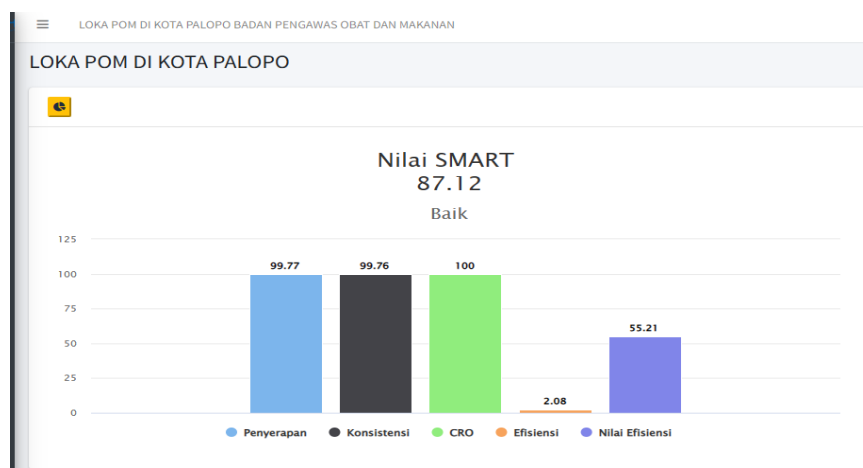 LOKA POM DI KOTA PALOPO BADAN PENGAWAS OBAT DAN MAKANAN
LOKA POM DI KOTA PALOPO
Nilai SMART
87.12
Baik
125
100
75
50
25
0
99.77 99.76 100 2.08 55.21
Penyerapan Konsistensi CRO Efisiensi Nilai Efisiensi